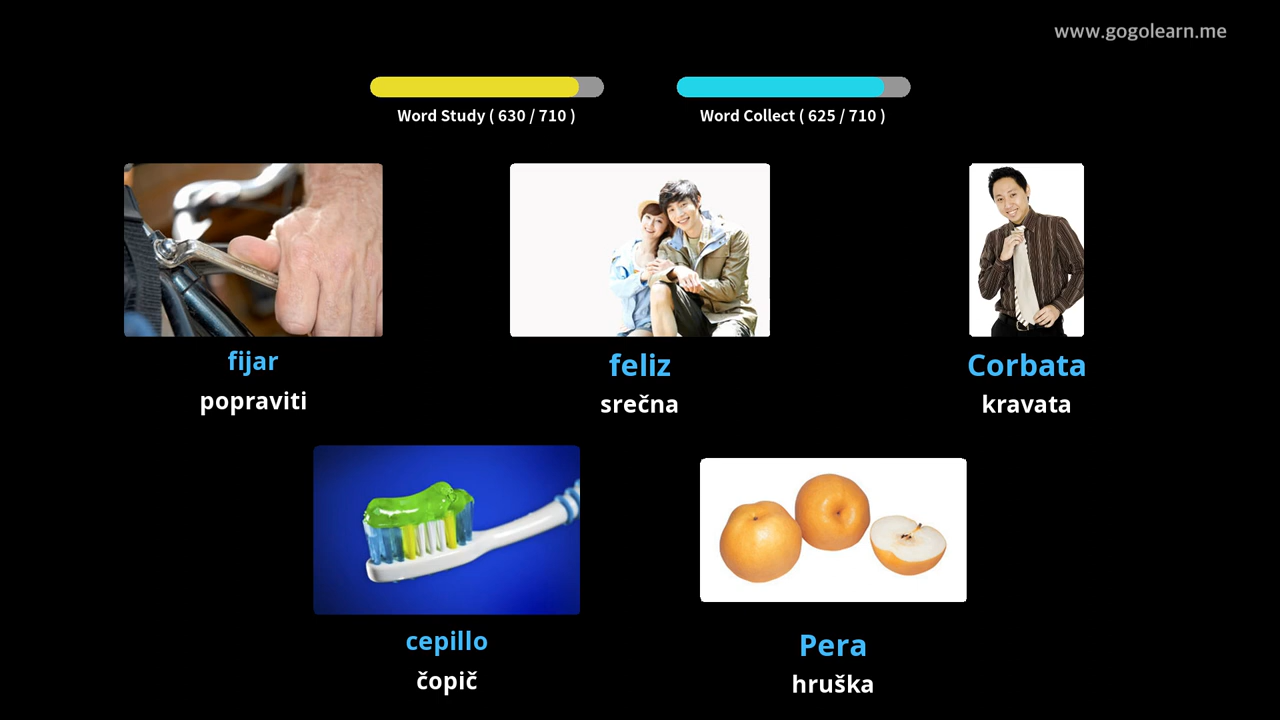 www.gogolearn.me
Word Study ( 630 / 710 )
Word Collect ( 625 / 710 )
fijar
popraviti
feliz
srečna
Corbata
kravata
cepillo
čopič
Pera
hruška